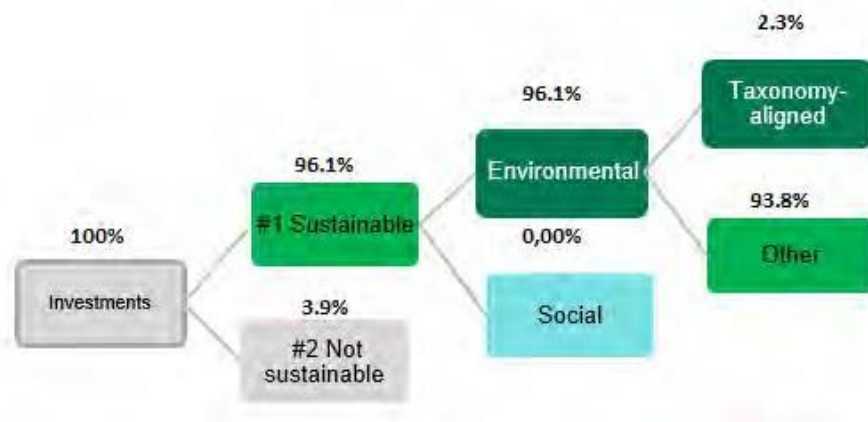 2.3%
Taxonomy-
aligned
96.1%
Environmental
96.1%
#1 Sustainable
93.8%
Other
100%
Investments
0,00%
Social
3.9%
#2 Not
sustainable